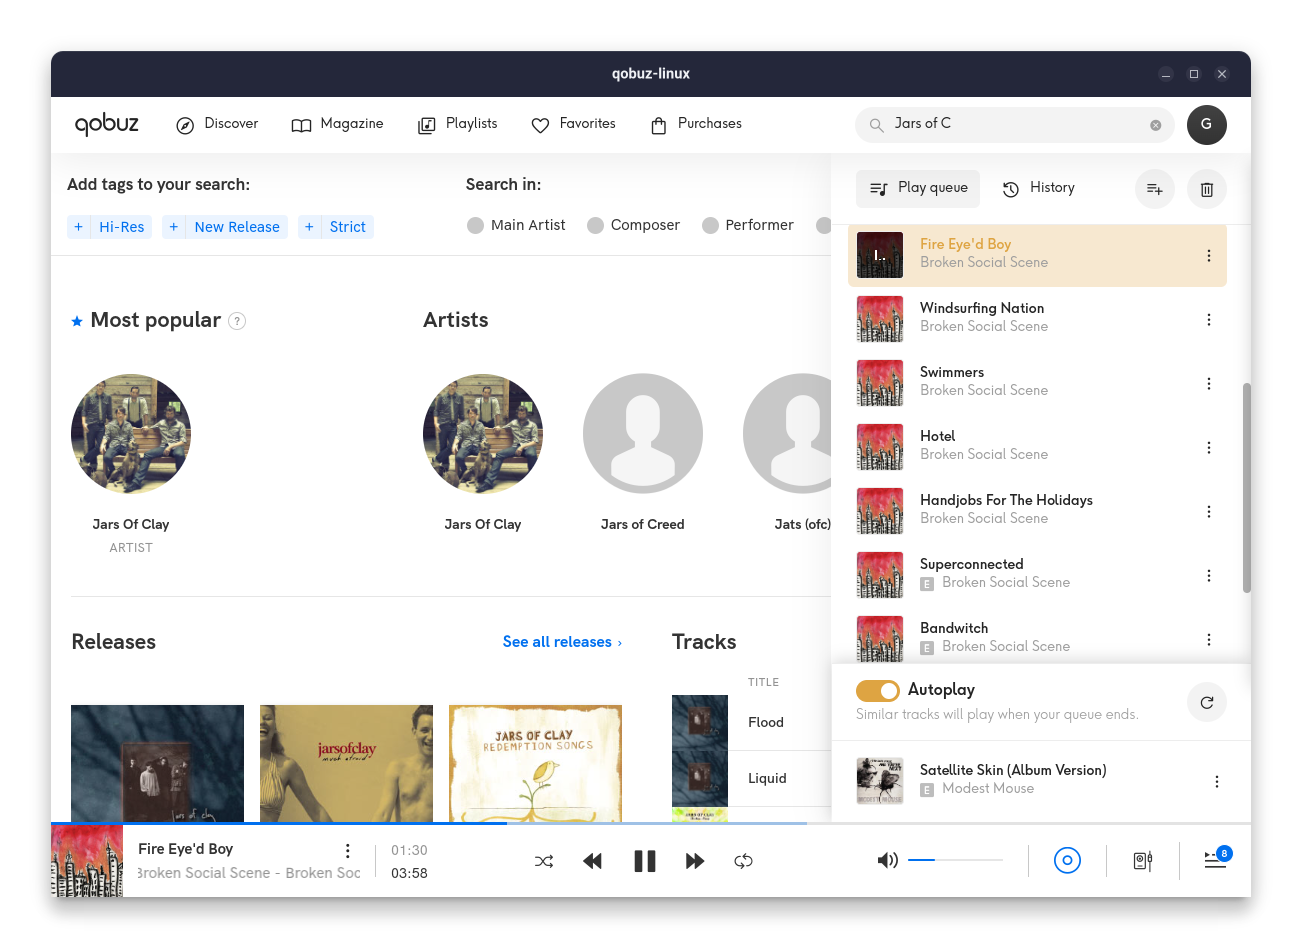 qobuz-linux
qobuz
Discover
Magazine
Playlists
Favorites
Purchases
Jars of C
G
Add tags to your search:
+ Hi-Res
+ New Release
+ Strict
Search in:
Main Artist
Composer
Performer
Most popular ?
Jars Of Clay
ARTIST
Artists
Jars Of Clay
Jars of Creed
Jats (ofc)
Releases
See all releases ›
jars of clay
jarsofclay
much afraid
JARS OF CLAY
REDEMPTION SONGS
Tracks
TITLE
Flood
Liquid
Play queue
History
Fire Eye'd Boy
Broken Social Scene
Windsurfing Nation
Broken Social Scene
Swimmers
Broken Social Scene
Hotel
Broken Social Scene
Handjobs For The Holidays
Broken Social Scene
Superconnected
E Broken Social Scene
Bandwitch
E Broken Social Scene
Autoplay
Similar tracks will play when your queue ends.
Satellite Skin (Album Version)
E Modest Mouse
Fire Eye'd Boy
Broken Social Scene - Broken Soc
01:30
03:58
8